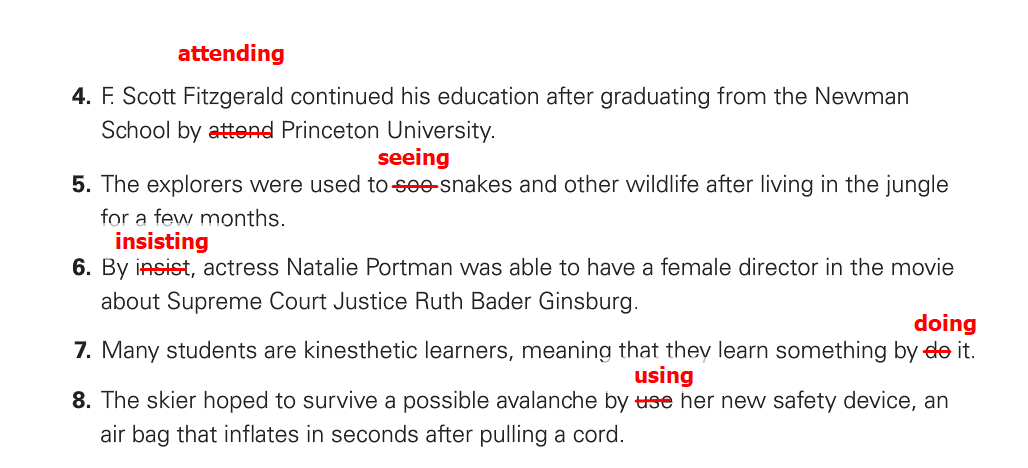 attending
4. F. Scott Fitzgerald continued his education after graduating from the Newman
School by attend Princeton University.
seeing
5. The explorers were used to see snakes and other wildlife after living in the jungle
for a few months.
insisting
6. By insist, actress Natalie Portman was able to have a female director in the movie
about Supreme Court Justice Ruth Bader Ginsburg.
doing
7. Many students are kinesthetic learners, meaning that they learn something by do it.
using
8. The skier hoped to survive a possible avalanche by use her new safety device, an
air bag that inflates in seconds after pulling a cord.